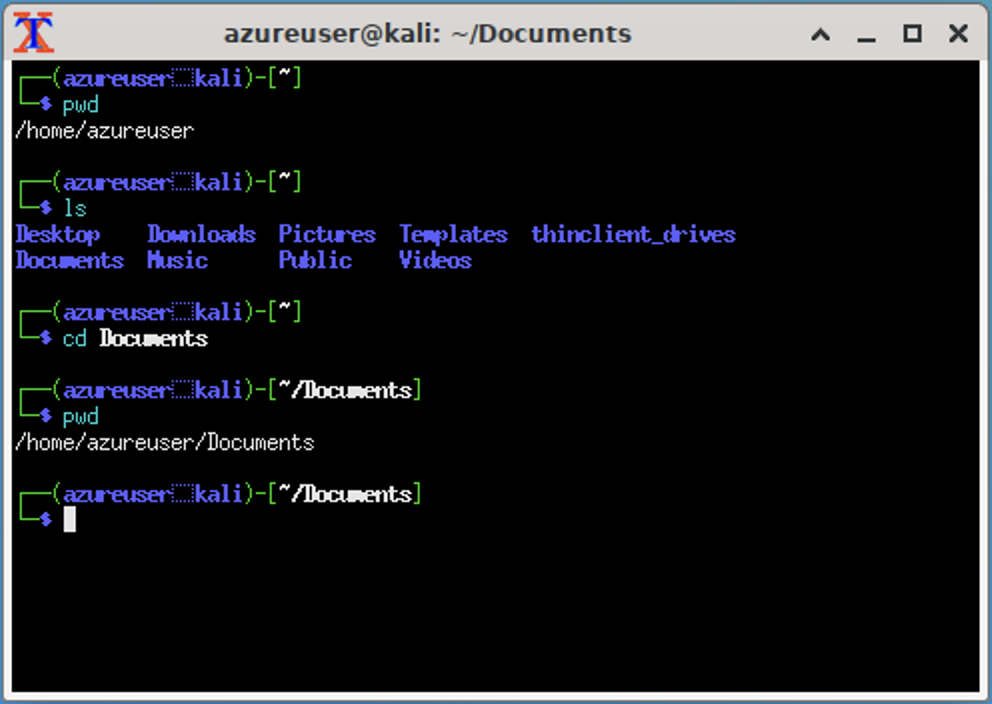 azureuser@kali: ~/Documents
┌──(azureuser㉿kali)-[~]
└─$ pwd
/home/azureuser
┌──(azureuser㉿kali)-[~]
└─$ ls
Desktop    Downloads  Pictures  Templates  thinclient_drives
Documents  Music      Public    Videos
┌──(azureuser㉿kali)-[~]
└─$ cd Documents
┌──(azureuser㉿kali)-[~/Documents]
└─$ pwd
/home/azureuser/Documents
┌──(azureuser㉿kali)-[~/Documents]
└─$